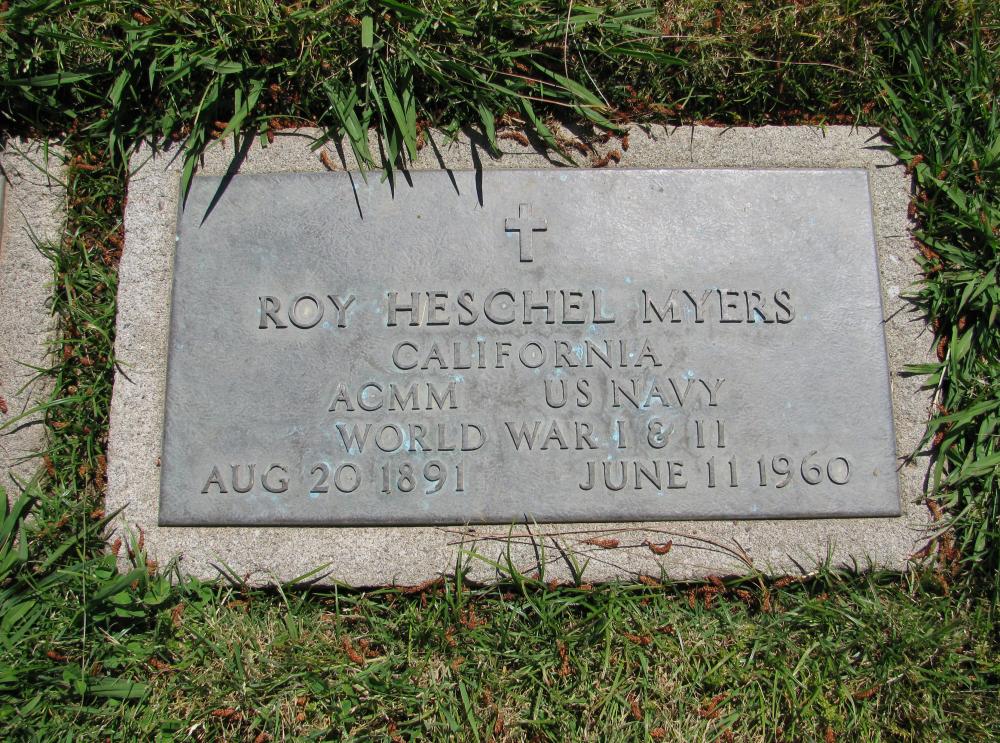 ROY HESCHEL MYERS
CALIFORNIA
ACMM US NAVY
WORLD WAR I & II
AUG 20 1891 JUNE 11 1960